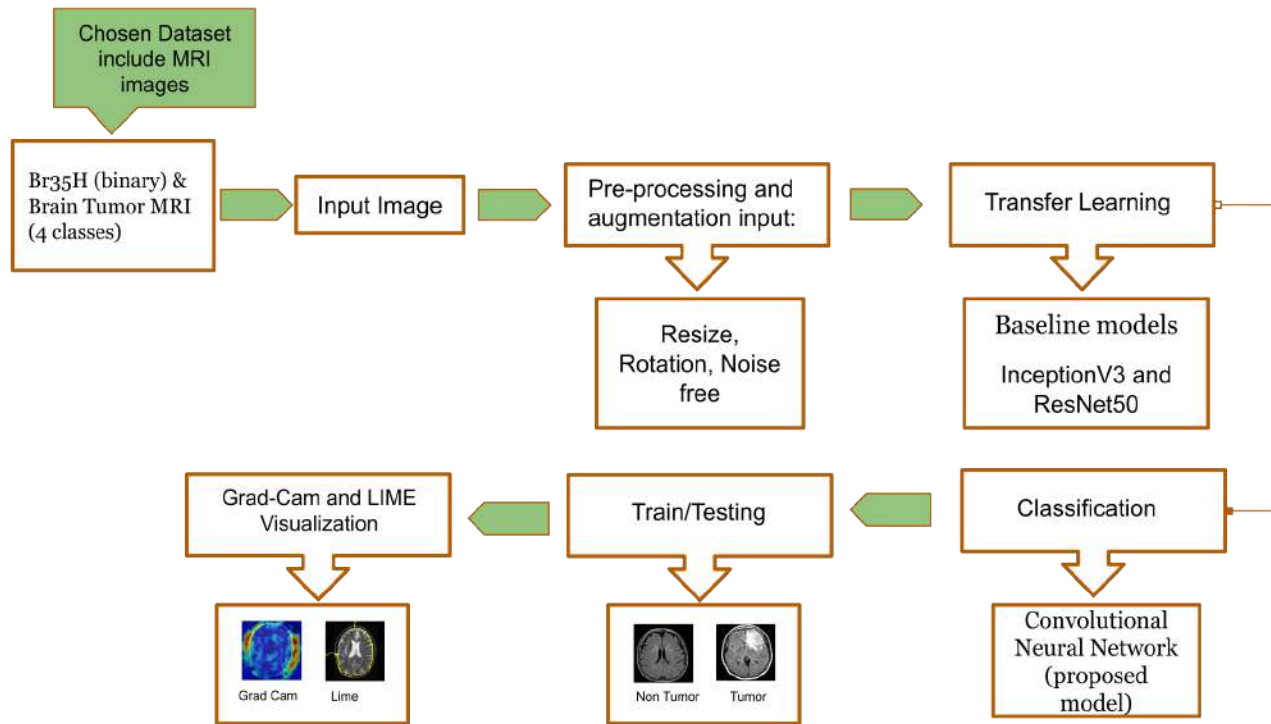 Chosen Dataset
include MRI
images
Br35H (binary) &
Brain Tumor MRI
(4 classes)
Input Image
Pre-processing and
augmentation input:
Resize,
Rotation, Noise
free
Transfer Learning
Baseline models
InceptionV3 and
ResNet50
Classification
Convolutional
Neural Network
(proposed
model)
Train/Testing
Non Tumor
Tumor
Grad-Cam and LIME
Visualization
Grad Cam
Lime